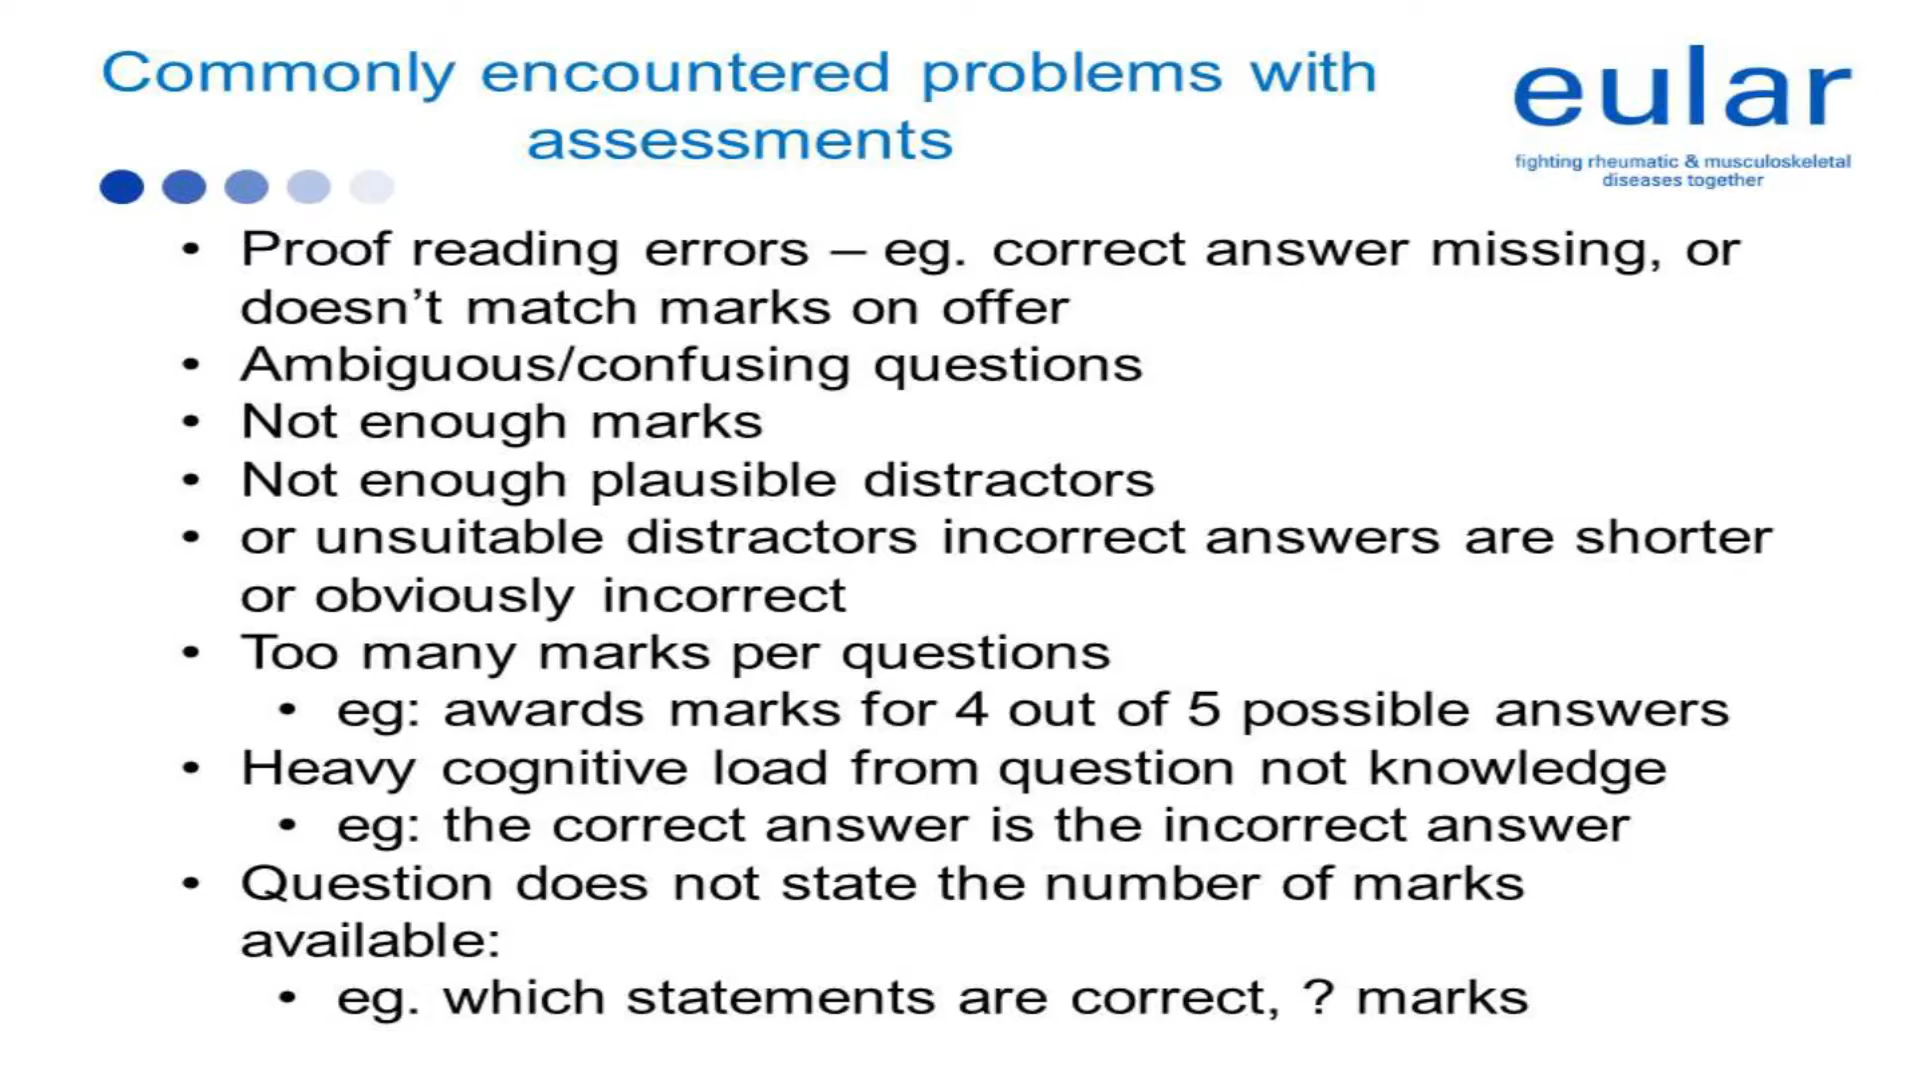 Commonly encountered problems with
assessments
eular
fighting rheumatic & musculoskeletal
diseases together
• Proof reading errors – eg. correct answer missing, or
doesn’t match marks on offer
• Ambiguous/confusing questions
• Not enough marks
• Not enough plausible distractors
• or unsuitable distractors incorrect answers are shorter
or obviously incorrect
• Too many marks per questions
• eg: awards marks for 4 out of 5 possible answers
• Heavy cognitive load from question not knowledge
• eg: the correct answer is the incorrect answer
• Question does not state the number of marks
available:
• eg. which statements are correct, ? marks